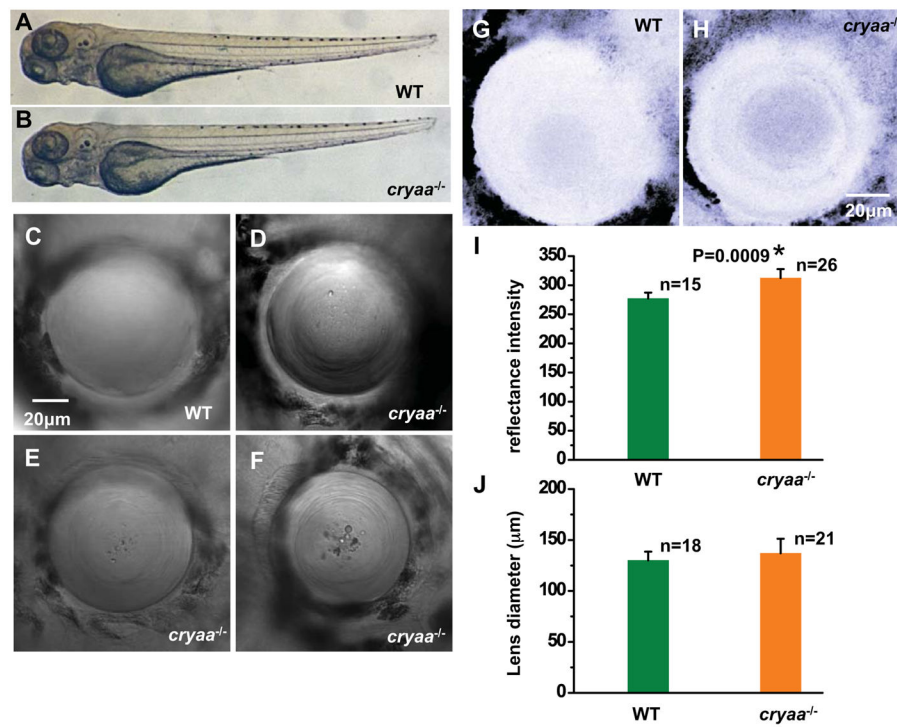 A
WT
B
cryaa⁻/⁻
C
20μm
WT
D
cryaa⁻/⁻
E
cryaa⁻/⁻
F
cryaa⁻/⁻
G
WT
H
cryaa⁻/
20μm
I
P=0.0009 *
n=15
n=26
reflectance intensity
350
300
250
300
150
100
50
0
WT
cryaa⁻/⁻
J
n=18
n=21
Lens diameter (μm)
200
150
100
50
0
WT
cryaa⁻/⁻